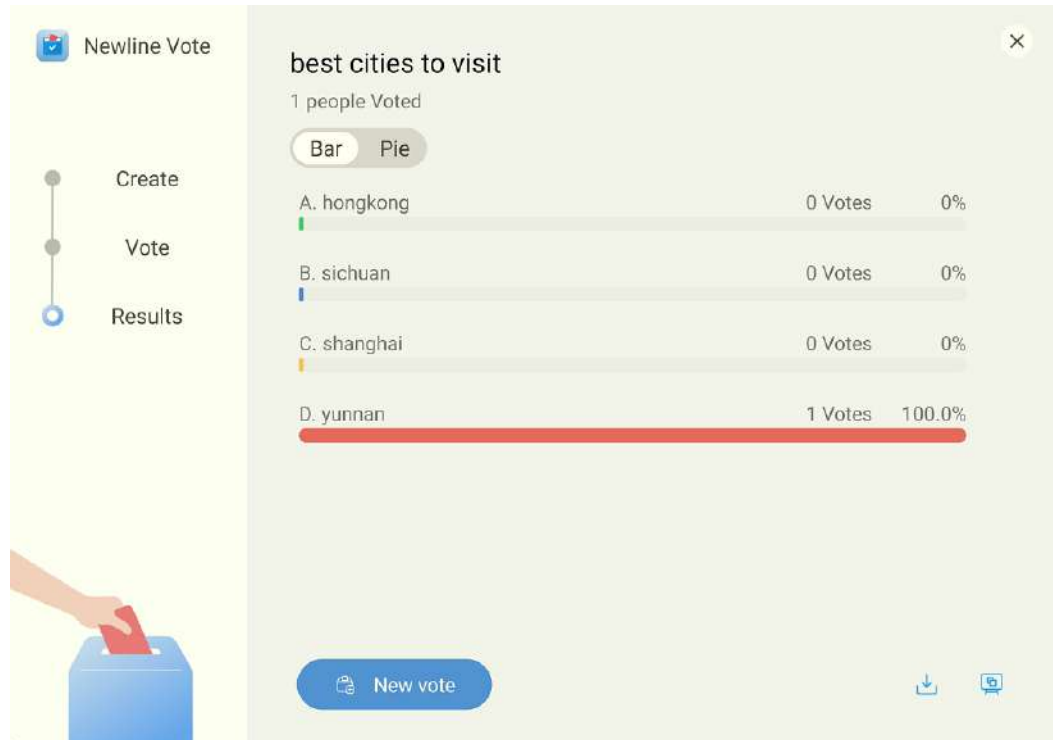 Newline Vote
best cities to visit
1 people Voted
Bar Pie
Create
Vote
Results
A. hongkong 0 Votes 0%
B. sichuan 0 Votes 0%
C. shanghai 0 Votes 0%
D. yunnan 1 Votes 100.0%
New vote